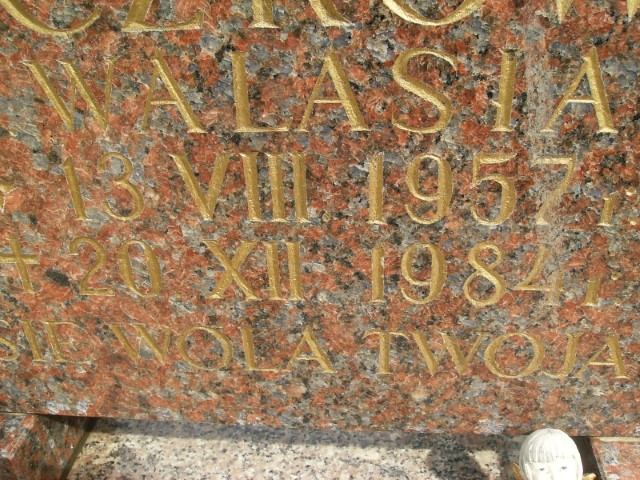 WALASIA
13 VIII 1957 r
+ 20 XII 1984 r
WOLA TWOJA